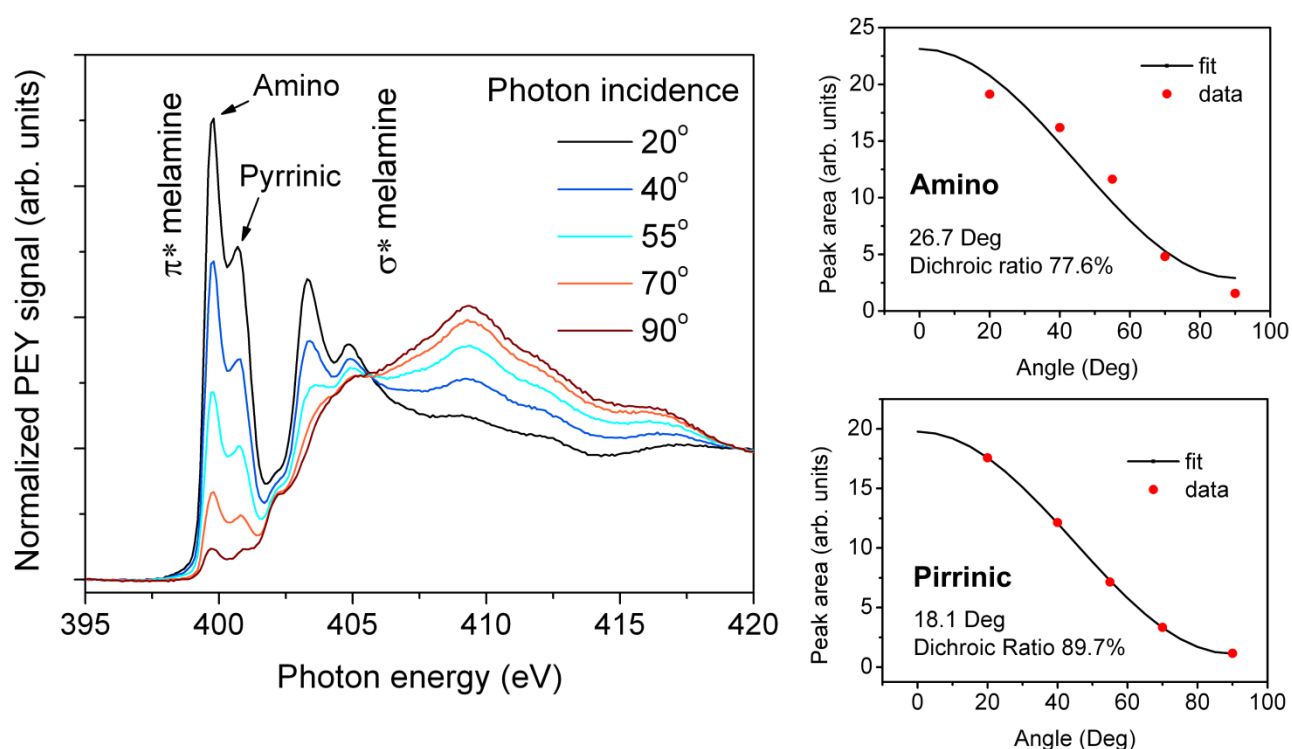 Normalized PEY signal (arb. units)
π* melamine
Amino
Pyrrinic
σ* melamine
Photon incidence
20°
40°
55°
70°
90°
395
400
405
410
415
420
Photon energy (eV)
25
20
15
10
5
0
Peak area (arb. units)
fit
data
Amino
26.7 Deg
Dichroic ratio 77.6%
0
20
40
60
80
100
Angle (Deg)
20
15
10
5
0
Peak area (arb. units)
fit
data
Pirrinic
18.1 Deg
Dichroic Ratio 89.7%
0
20
40
60
80
100
Angle (Deg)